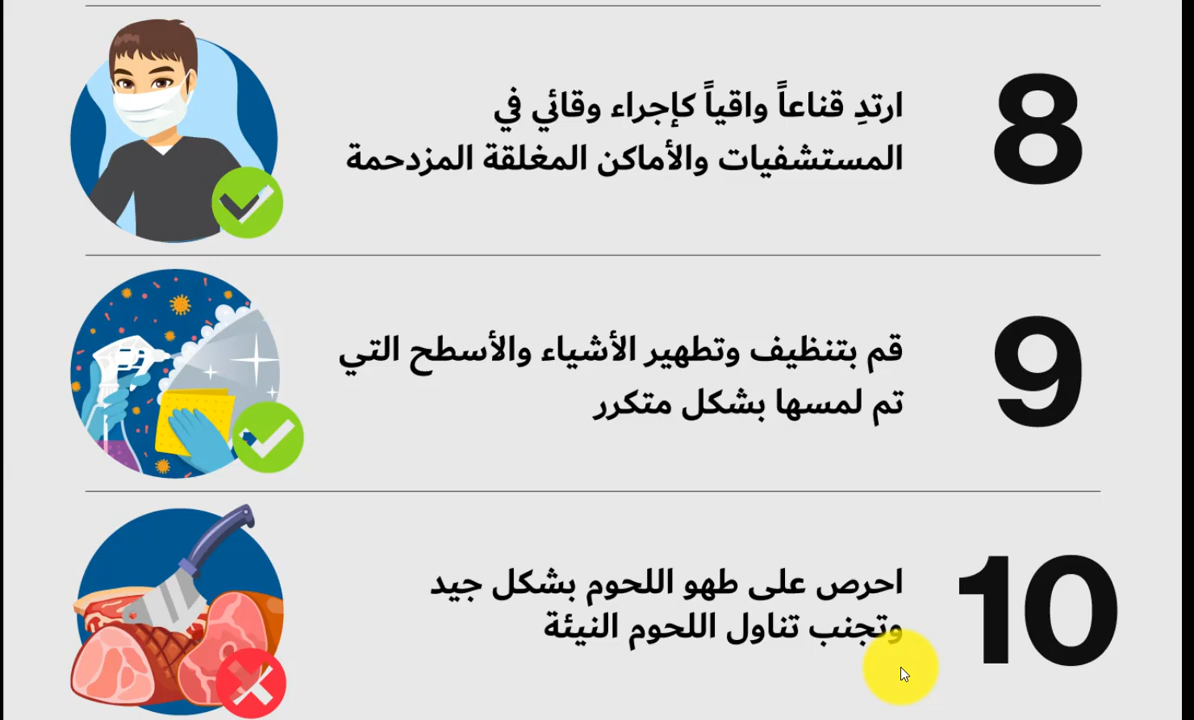 8
ارتدِ قناعاً واقياً كإجراء وقائي في
المستشفيات والأماكن المغلقة المزدحمة
9
قم بتنظيف وتطهير الأشياء والأسطح التي
تم لمسها بشكل متكرر
10
احرص على طهو اللحوم بشكل جيد
وتجنب تناول اللحوم النيئة